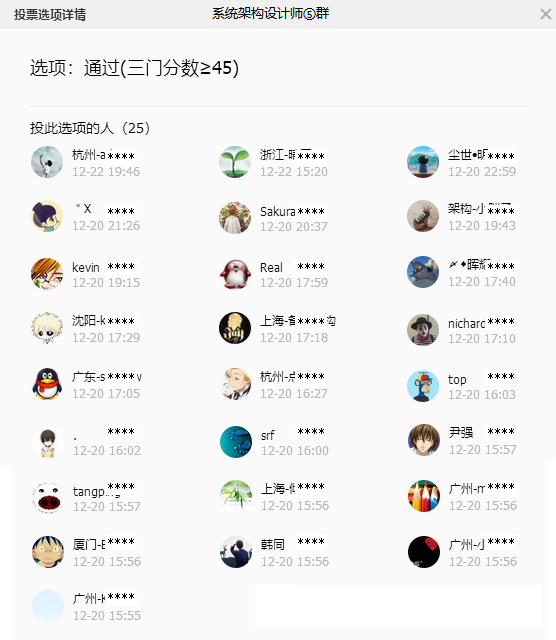 投票选项详情
系统架构设计师⑤群
选项：通过(三门分数≥45)
投此选项的人（25）
杭州-****
浙江-****
尘世•明****
12-22 19:46
12-22 15:20
12-20 22:59
" X ****
Sakura****
架构-小****
12-20 21:26
12-20 20:37
12-20 19:43
kevin ****
Real ****
〆◆晖****
12-20 19:15
12-20 17:59
12-20 17:40
沈阳-****
上海-****
nichard****
12-20 17:29
12-20 17:18
12-20 17:10
广东-s****
杭州-****
top ****
12-20 17:05
12-20 16:27
12-20 16:03
. ****
srf ****
尹强 ****
12-20 16:02
12-20 16:00
12-20 15:57
tangp****
上海-****
广州-****
12-20 15:57
12-20 15:56
12-20 15:56
厦门-****
韩同 ****
广州-小****
12-20 15:56
12-20 15:56
12-20 15:56
广州-****
12-20 15:55